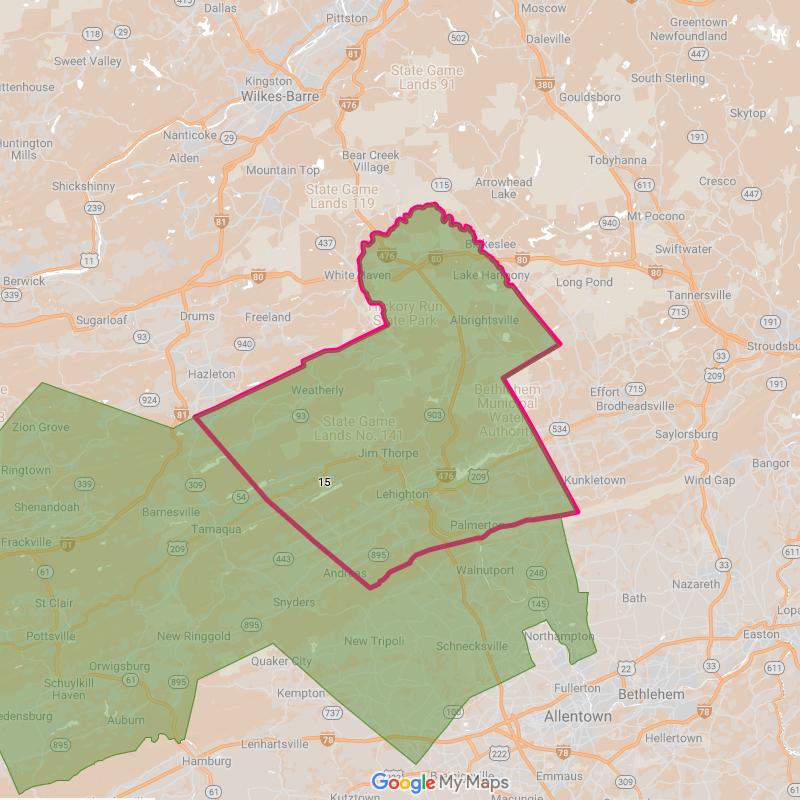 Dallas
Pittston
Moscow
415
118
29
502
Daleville
Greentown
Newfoundland
447
Sweet Valley
81
State Game
Lands 91
380
South Sterling
Kingston
Wilkes-Barre
476
Gouldsboro
Skytop
Huntington
Mills
Nanticoke
29
Alden
191
Bear Creek
Village
Tobyhanna
Mountain Top
Shickshinny
239
State Game
Lands 119
115
Arrowhead
Lake
611
Cresco
447
81
Mt Pocono
940
437
Swiftwater
11
476
80
80
80
Berwick
White Haven
Lake Harmony
Long Pond
339
80
Tannersville
Hickory Run
State Park
715
Sugarloaf
Drums
Freeland
Albrightsville
191
93
940
33
Stroudsburg
209
Hazleton
Weatherly
Bethlehem
Municipal
Water
Authority
Effort
715
191
924
Brodheadsville
81
93
903
Zion Grove
State Game
Lands No. 141
534
Saylorsburg
Jim Thorpe
Ringtown
Bangor
339
309
15
476
209
Kunkletown
Wind Gap
54
Lehighton
Shenandoah
Barnesville
Tamaqua
Palmerton
Frackville
81
209
611
443
895
33
61
Andreas
Walnutport
248
Nazareth
St Clair
Snyders
145
Bath
895
Pottsville
New Ringgold
New Tripoli
Schnecksville
Northampton
Easton
Orwigsburg
Quaker City
22
33
611
Schuylkill
Haven
61
895
Kempton
Fullerton
Bethlehem
Auburn
737
100
Allentown
78
895
Lenhartsville
Hellertown
Hamburg
78
222
78
Emmaus
309
Google My Maps
Kutztown